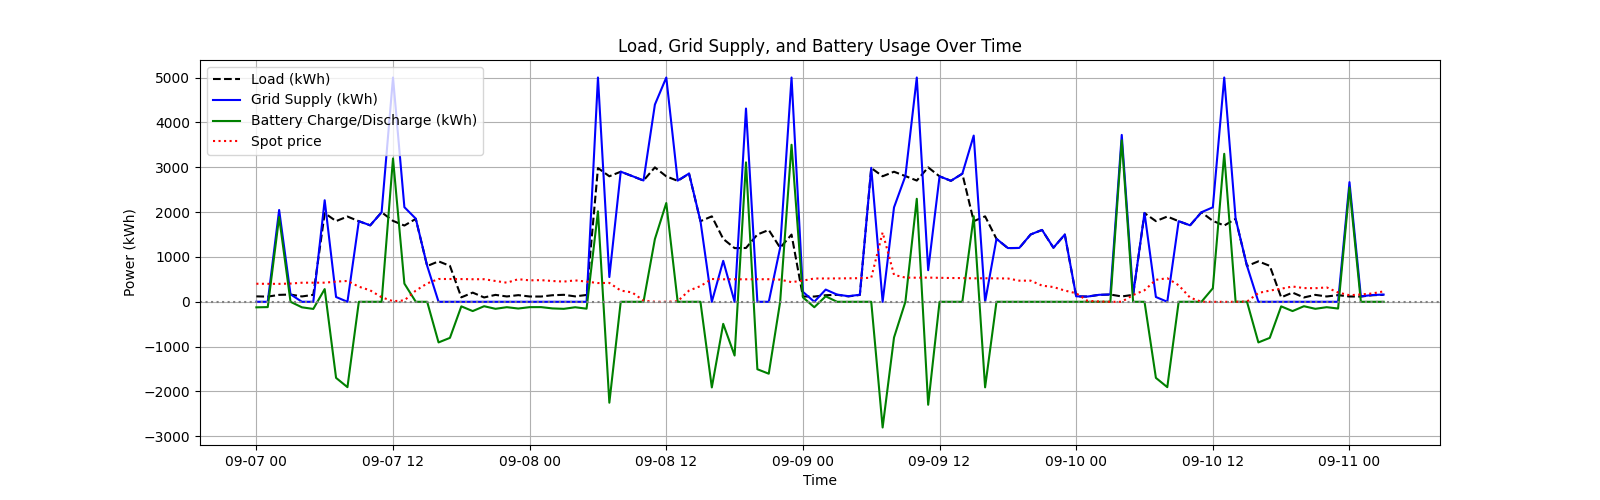 Load, Grid Supply, and Battery Usage Over Time
Load (kWh)
Grid Supply (kWh)
Battery Charge/Discharge (kWh)
Spot price
Power (kWh)
5000
4000
3000
2000
1000
0
−1000
−2000
−3000
09-07 00
09-07 12
09-08 00
09-08 12
09-09 00
09-09 12
09-10 00
09-10 12
09-11 00
Time